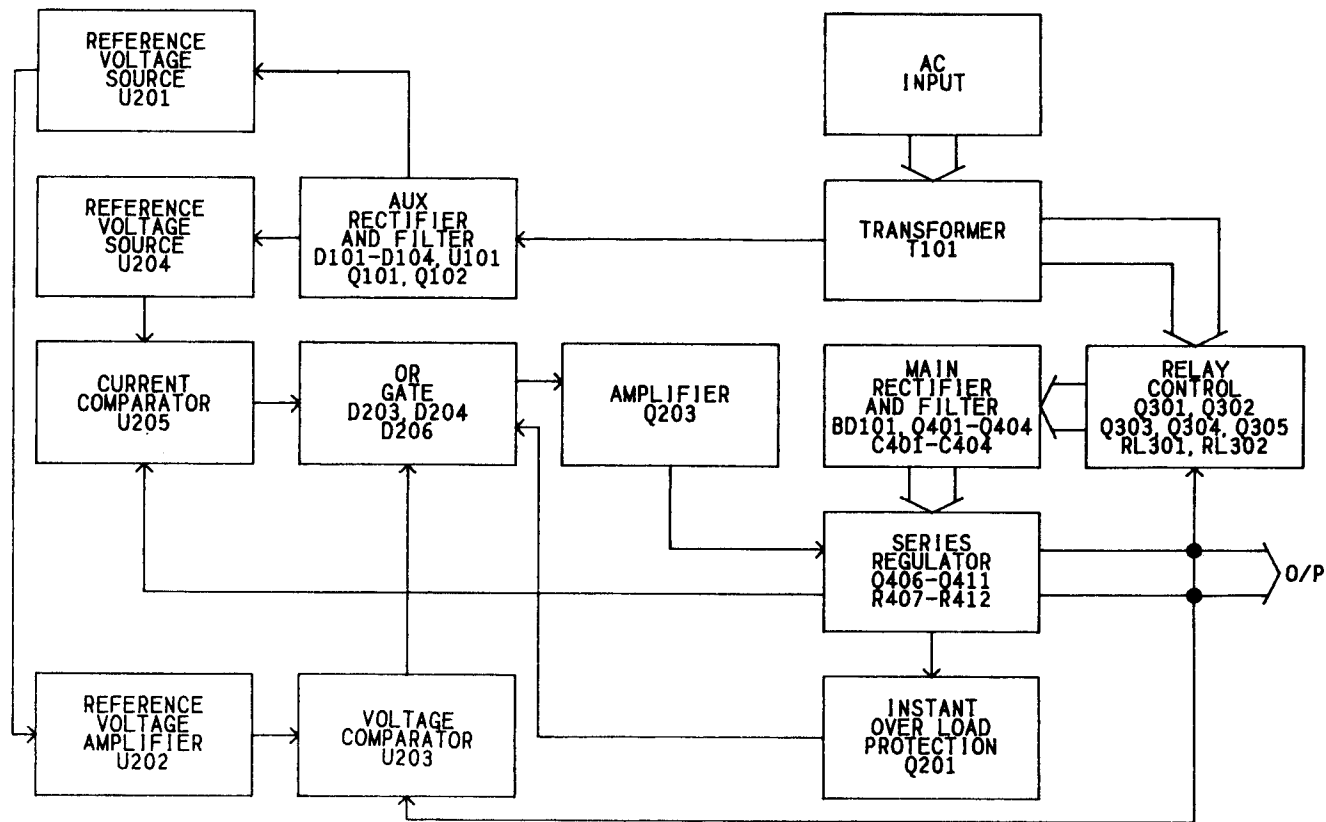 REFERENCE
VOLTAGE
SOURCE
U201
AC
INPUT
REFERENCE
VOLTAGE
SOURCE
U204
AUX
RECTIFIER
AND FILTER
D101-D104, U101
Q101, Q102
TRANSFORMER
T101
CURRENT
COMPARATOR
U205
OR
GATE
D203, D204
D206
AMPLIFIER
Q203
MAIN
RECTIFIER
AND FILTER
BD101, Q401-Q404
C401-C404
RELAY
CONTROL
Q301, Q302
Q303, Q304, Q305
RL301, RL302
SERIES
REGULATOR
Q406-Q411
R407-R412
O/P
REFERENCE
VOLTAGE
AMPLIFIER
U202
VOLTAGE
COMPARATOR
U203
INSTANT
OVER LOAD
PROTECTION
Q201